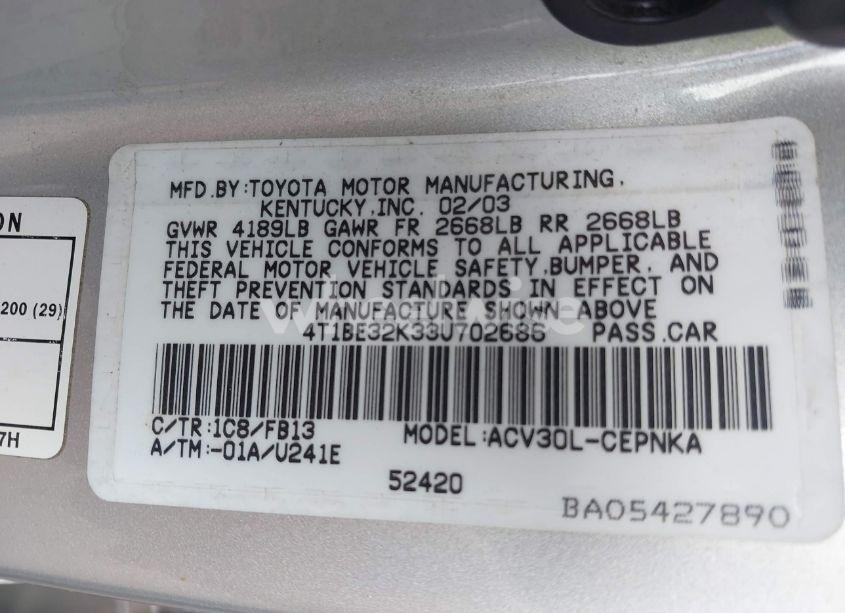 ON
200 (29)
7H
MFD.BY:TOYOTA MOTOR MANUFACTURING,
KENTUCKY,INC. 02/03
GVWR 4189LB GAWR FR 2668LB RR 2668LB
THIS VEHICLE CONFORMS TO ALL APPLICABLE
FEDERAL MOTOR VEHICLE SAFETY,BUMPER, AND
THEFT PREVENTION STANDARDS IN EFFECT ON
THE DATE OF MANUFACTURE SHOWN ABOVE
4T1BE32K33U702686 PASS.CAR
C/TR:1C8/FB13 MODEL:ACV30L-CEPNKA
A/TM:-01A/U241E
52420
BA05427890